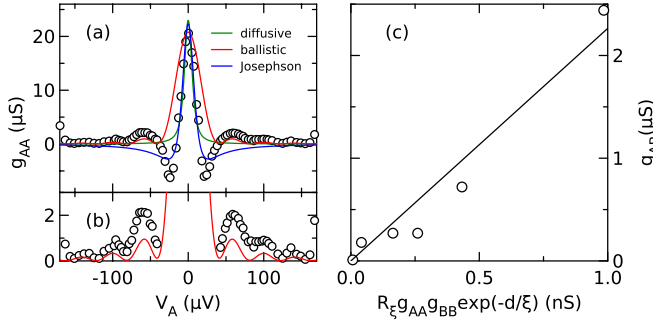 (a)
diffusive
ballistic
Josephson
20
10
0
g_AA (μS)
(b)
2
0
-100 0 100
V_A (μV)
(c)
2
1
0
g_AB (μS)
0.0 0.5 1.0
R_ξ g_AA g_BB exp(-d/ξ) (nS)